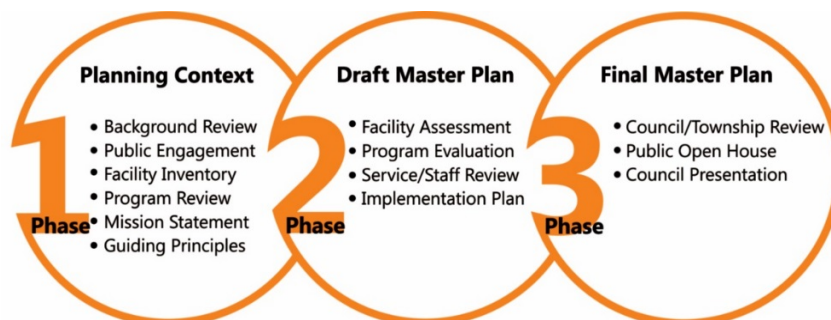 Planning Context
• Background Review
• Public Engagement
• Facility Inventory
• Program Review
• Mission Statement
• Guiding Principles
1
Phase
Draft Master Plan
• Facility Assessment
• Program Evaluation
• Service/Staff Review
• Implementation Plan
2
Phase
Final Master Plan
• Council/Township Review
• Public Open House
• Council Presentation
3
Phase